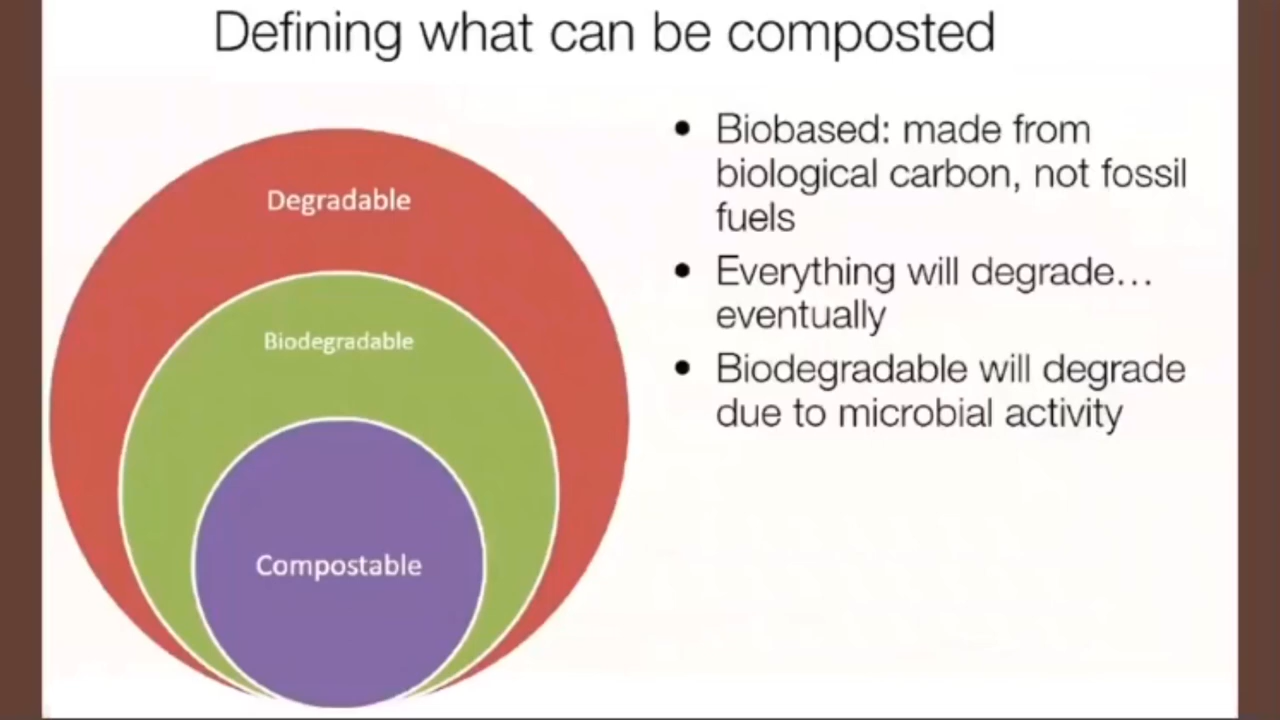 Defining what can be composted
Degradable
Biodegradable
Compostable
• Biobased: made from
biological carbon, not fossil
fuels
• Everything will degrade...
eventually
• Biodegradable will degrade
due to microbial activity